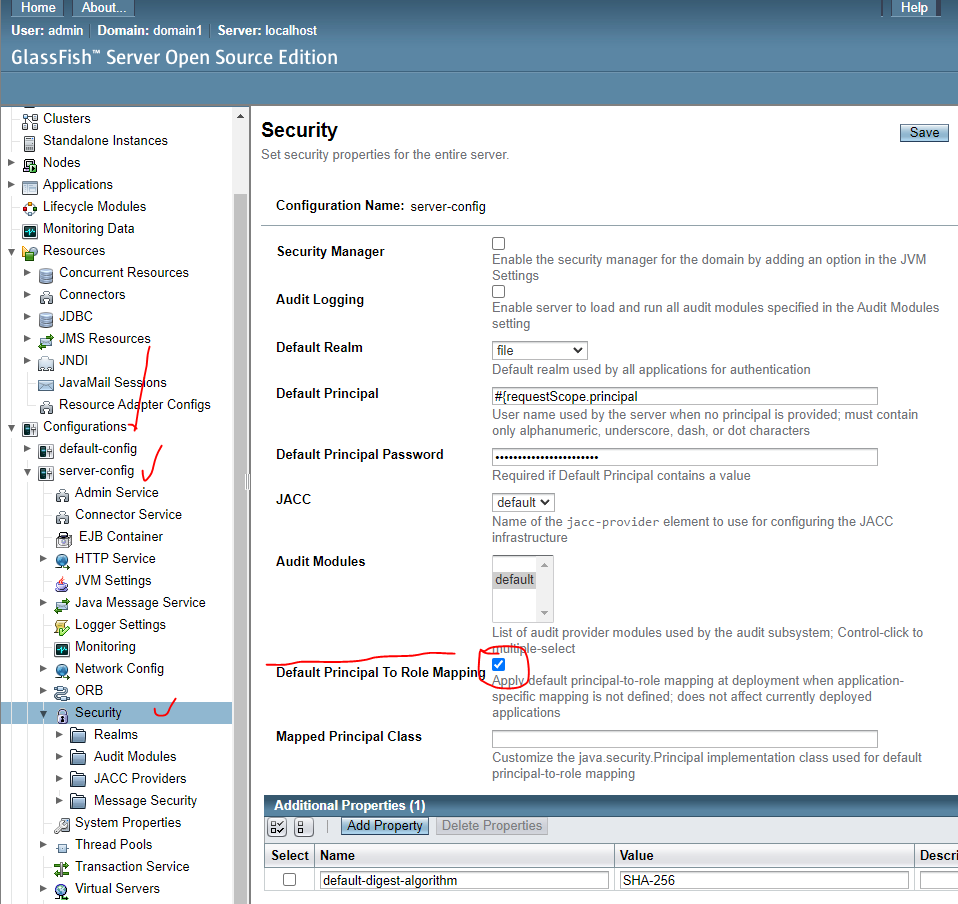 Home About... Help
User: admin Domain: domain1 Server: localhost
GlassFish™ Server Open Source Edition
Clusters
Standalone Instances
Nodes
Applications
Lifecycle Modules
Monitoring Data
Resources
Concurrent Resources
Connectors
JDBC
JMS Resources
JNDI
JavaMail Sessions
Resource Adapter Configs
Configurations
default-config
server-config
Admin Service
Connector Service
EJB Container
HTTP Service
JVM Settings
Java Message Service
Logger Settings
Monitoring
Network Config
ORB
Security
Realms
Audit Modules
JACC Providers
Message Security
System Properties
Thread Pools
Transaction Service
Virtual Servers
Security
Save
Set security properties for the entire server.
Configuration Name: server-config
Security Manager
Enable the security manager for the domain by adding an option in the JVM
Settings
Audit Logging
Enable server to load and run all audit modules specified in the Audit Modules
setting
Default Realm
file
Default realm used by all applications for authentication
Default Principal
#{requestScope.principal
User name used by the server when no principal is provided; must contain
only alphanumeric, underscore, dash, or dot characters
Default Principal Password
Required if Default Principal contains a value
JACC
default
Name of the jacc-provider element to use for configuring the JACC
infrastructure
Audit Modules
default
List of audit provider modules used by the audit subsystem; Control-click to
multiple-select
Default Principal To Role Mapping
Apply default principal-to-role mapping at deployment when application-
specific mapping is not defined; does not affect currently deployed
applications
Mapped Principal Class
Customize the java.security.Principal implementation class used for default
principal-to-role mapping
Additional Properties (1)
Add Property Delete Properties
Select Name Value Descri
default-digest-algorithm SHA-256